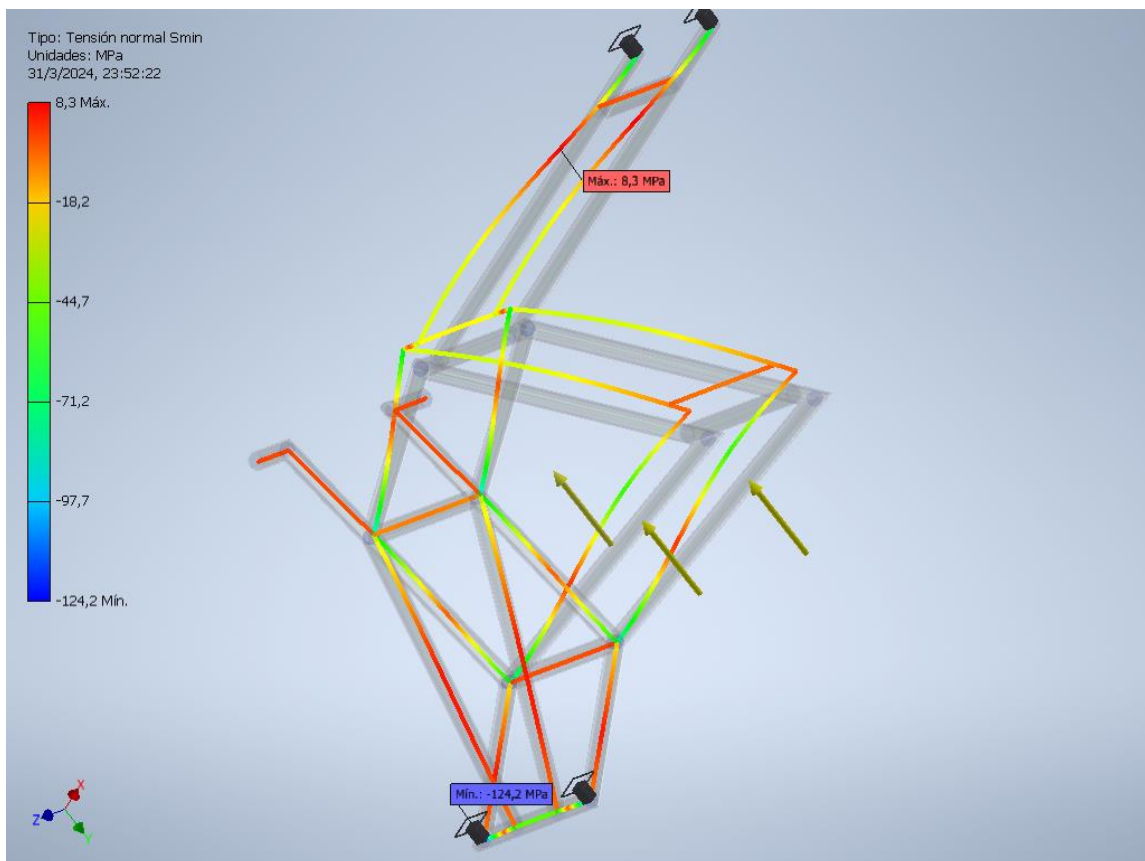 Tipo: Tensión normal Smin
Unidades: MPa
31/3/2024, 23:52:22
8,3 Máx.
-18,2
-44,7
-71,2
-97,7
-124,2 Mín.
Máx.: 8,3 MPa
Mín.: -124,2 MPa
X
Z
Y